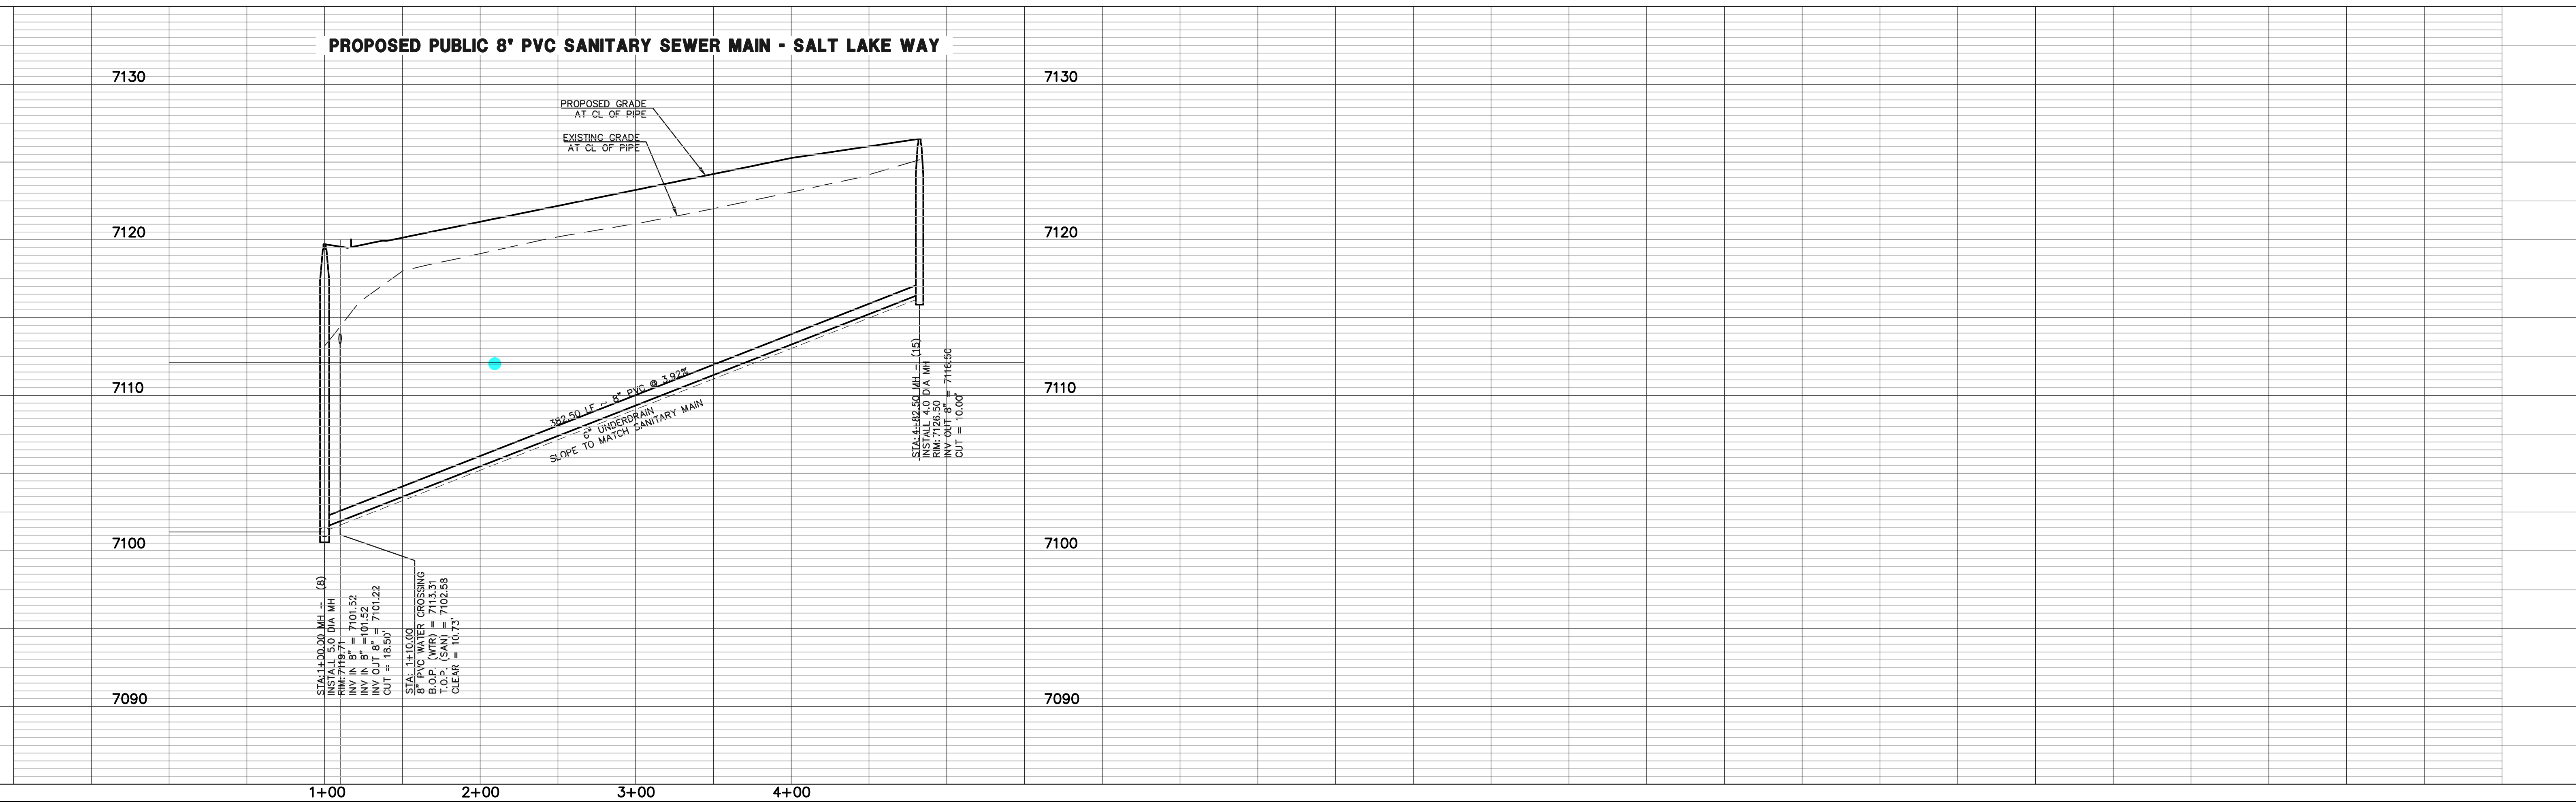 PROPOSED PUBLIC 8" PVC SANITARY SEWER MAIN - SALT LAKE WAY
7130
7130
PROPOSED GRADE
AT CL OF PIPE
EXISTING GRADE
AT CL OF PIPE
7120
7120
7110
7110
382.50 LF ~ 8" PVC @ 3.92%
6" UNDERDRAIN
SLOPE TO MATCH SANITARY MAIN
STA:4+82.50 MH - (15)
INSTALL 4.0 DIA MH
RIM:7126.50
INV OUT 8" = 7116.50
CUT = 10.00'
7100
7100
STA:1+00.00 MH - (8)
INSTALL 5.0 DIA MH
RIM:7119.71
INV IN 8" = 7101.52
INV IN 8" =101.52
INV OUT 8" = 7101.22
CUT = 18.50'
STA: 1+10.00
8" PVC WATER CROSSING
B.O.P. (WTR) = 7113.31
T.O.P. (SAN) = 7102.58
CLEAR = 10.73'
7090
7090
1+00
2+00
3+00
4+00